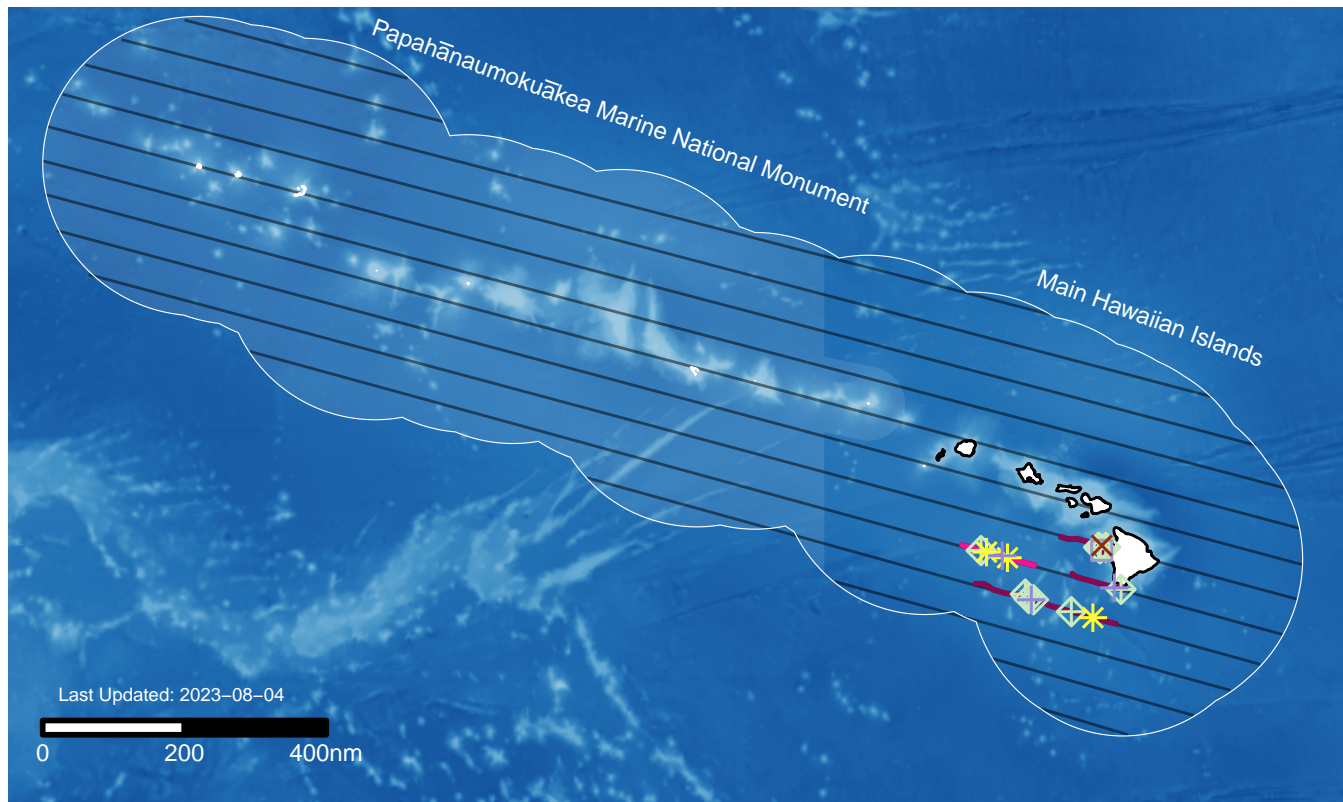 Papahānaumokuākea Marine National Monument
Main Hawaiian Islands
Last Updated: 2023−08−04
0 200 400nm